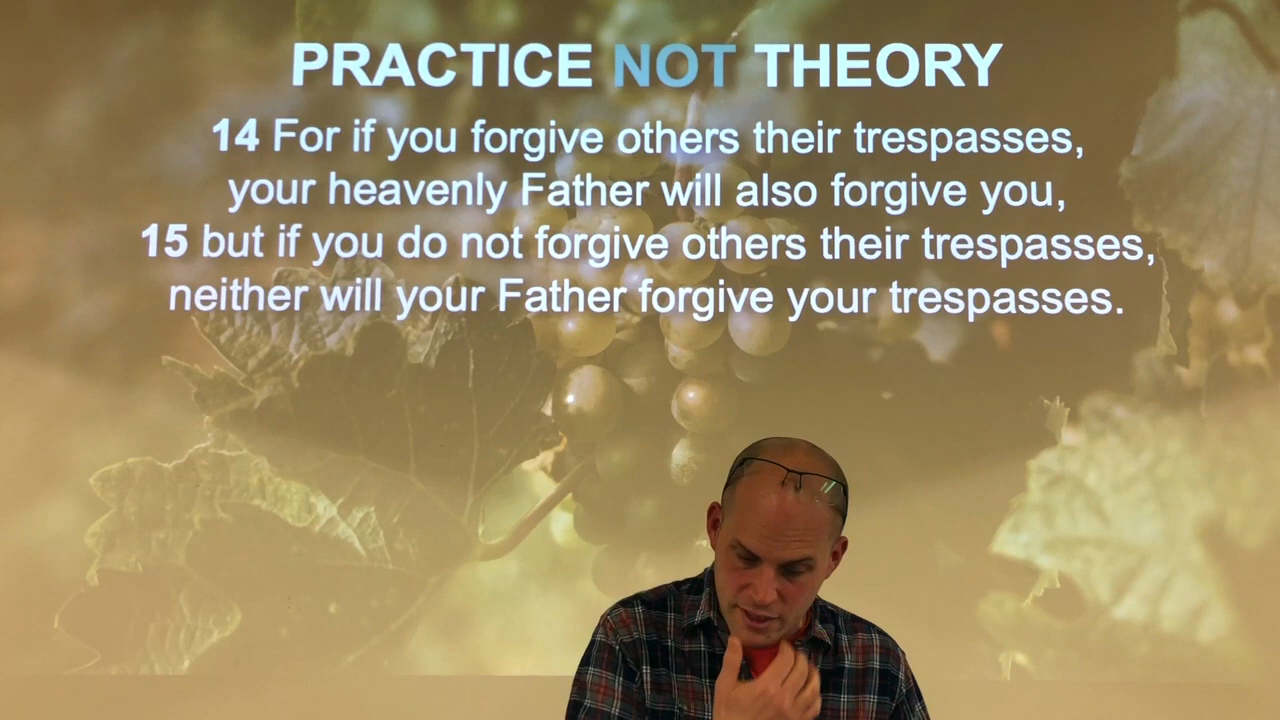 PRACTICE NOT THEORY
14 For if you forgive others their trespasses,
your heavenly Father will also forgive you,
15 but if you do not forgive others their trespasses,
neither will your Father forgive your trespasses.